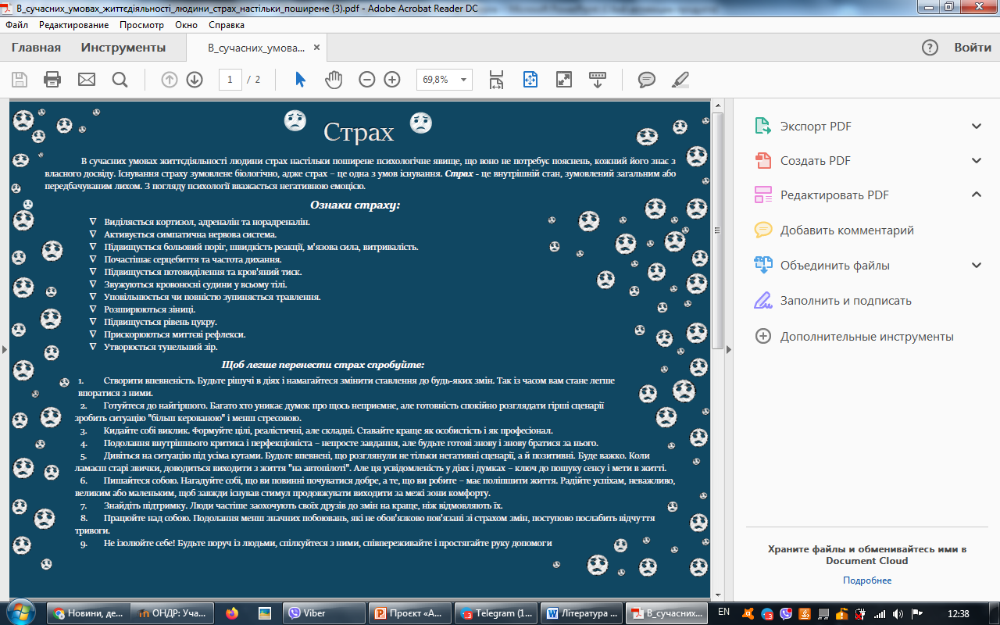 В_сучасних_умовах_життєдіяльності_людини_страх_настільки_поширене (3).pdf - Adobe Acrobat Reader DC
Файл Редактирование Просмотр Окно Справка
Главная Инструменты В_сучасних_умова... × Войти
1 / 2 69,8%
Страх
В сучасних умовах життєдіяльності людини страх настільки поширене психологічне явище, що воно не потребує пояснень, кожний його знає з
власного досвіду. Існування страху зумовлене біологічно, адже страх – це одна з умов існування. Страх - це внутрішній стан, зумовлений загальним або
передбачуваним лихом. З погляду психології вважається негативною емоцією.
Ознаки страху:
∇ Виділяється кортизол, адреналін та норадреналін.
∇ Активується симпатична нервова система.
∇ Підвищується больовий поріг, швидкість реакції, м'язова сила, витривалість.
∇ Почастішає серцебиття та частота дихання.
∇ Підвищується потовиділення та кров'яний тиск.
∇ Звужуються кровоносні судини у всьому тілі.
∇ Уповільнюється чи повністю зупиняється травлення.
∇ Розширюються зіниці.
∇ Підвищується рівень цукру.
∇ Прискорюються миттєві рефлекси.
∇ Утворюється тунельний зір.
Щоб легше перенести страх спробуйте:
1. Створити впевненість. Будьте рішучі в діях і намагайтеся змінити ставлення до будь-яких змін. Так із часом вам стане легше
впоратися з ними.
2. Готуйтеся до найгіршого. Багато хто уникає думок про щось неприємне, але готовність спокійно розглядати гірші сценарії
зробить ситуацію "більш керованою" і менш стресовою.
3. Кидайте собі виклик. Формуйте цілі, реалістичні, але складні. Ставайте краще як особистість і як професіонал.
4. Подолання внутрішнього критика і перфекціоніста – непросте завдання, але будьте готові знову і знову братися за нього.
5. Дивіться на ситуацію під усіма кутами. Будьте впевнені, що розглянули не тільки негативні сценарії, а й позитивні. Буде важко. Коли
ламаєш старі звички, доводиться виходити з життя "на автопілоті". Але ця усвідомленість у діях і думках – ключ до пошуку сенсу і мети в житті.
6. Пишайтеся собою. Нагадуйте собі, що ви повинні почуватися добре, а те, що ви робите – має поліпшити життя. Радійте успіхам, неважливо,
великим або маленьким, щоб завжди існував стимул продовжувати виходити за межі зони комфорту.
7. Знайдіть підтримку. Люди частіше заохочують своїх друзів до змін на краще, ніж відмовляють їх.
8. Працюйте над собою. Подолання менш значних побоювань, які не обов'язково пов'язані зі страхом змін, поступово послабить відчуття
тривоги.
9. Не ізолюйте себе! Будьте поруч із людьми, спілкуйтеся з ними, співпереживайте і простягайте руку допомоги
Экспорт PDF
Создать PDF
Редактировать PDF
Добавить комментарий
Объединить файлы
Заполнить и подписать
Дополнительные инструменты
Храните файлы и обменивайтесь ими в
Document Cloud
Подробнее
Новини, де... ОНДР: Уча... Viber Проєкт «А... Telegram (1... Література ... В_сучасних... EN 12:38